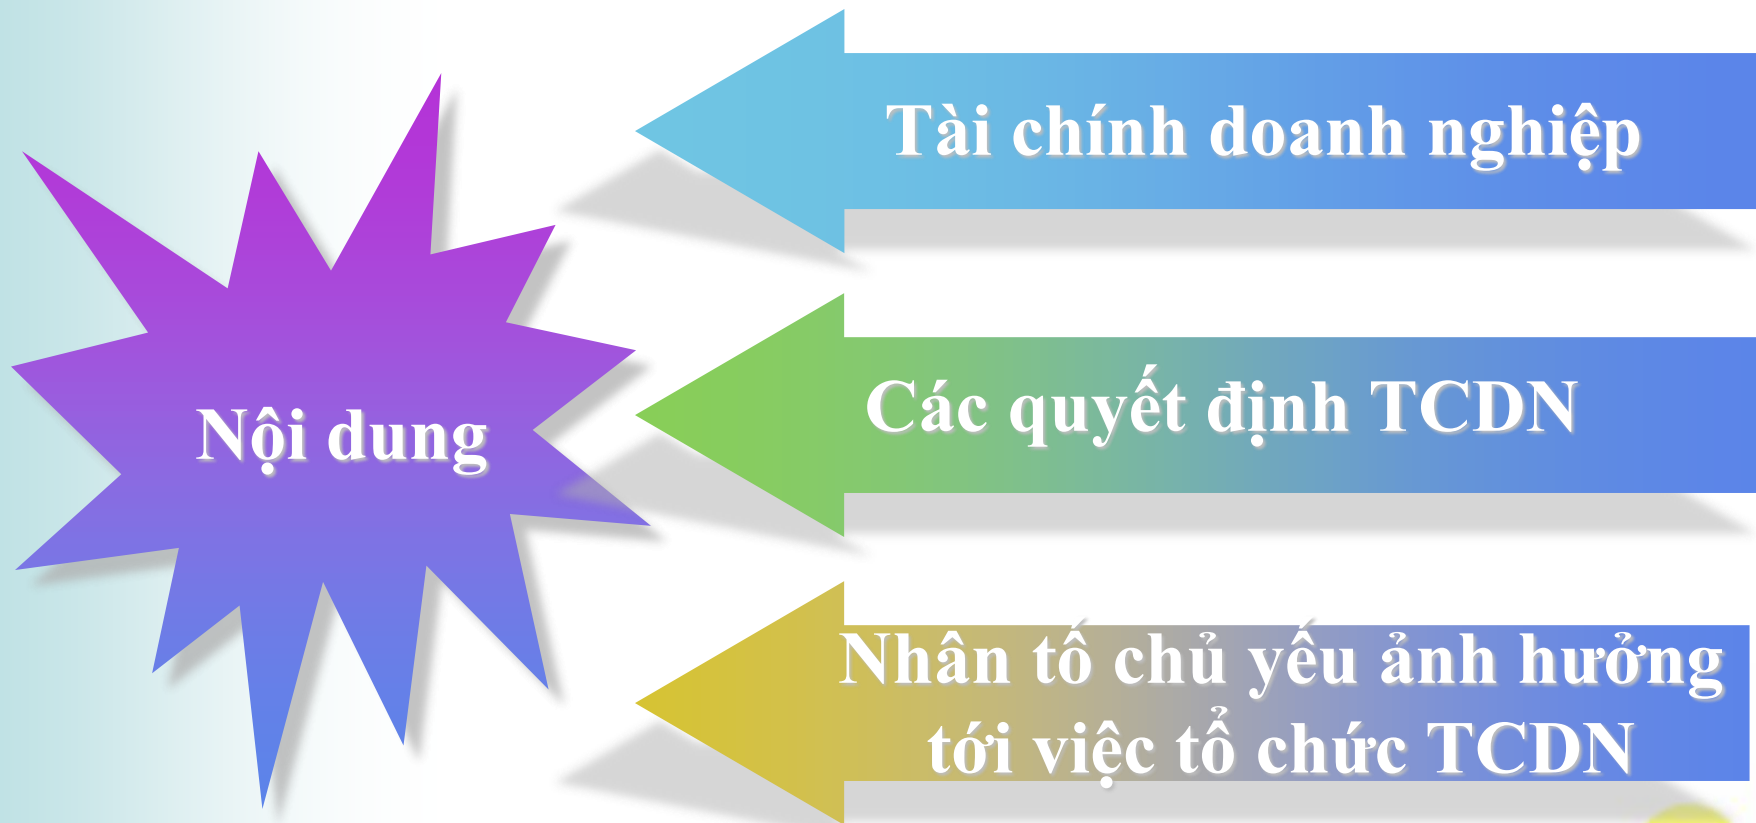 Nội dung
Tài chính doanh nghiệp
Các quyết định TCDN
Nhân tố chủ yếu ảnh hưởng
tới việc tổ chức TCDN